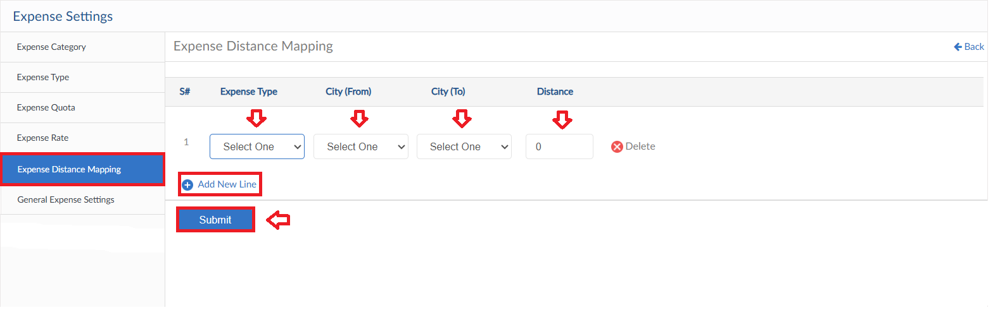 Expense Settings
Expense Category
Expense Type
Expense Quota
Expense Rate
Expense Distance Mapping
General Expense Settings
Expense Distance Mapping
Back
S# Expense Type City (From) City (To) Distance
1 Select One Select One Select One 0 Delete
Add New Line
Submit